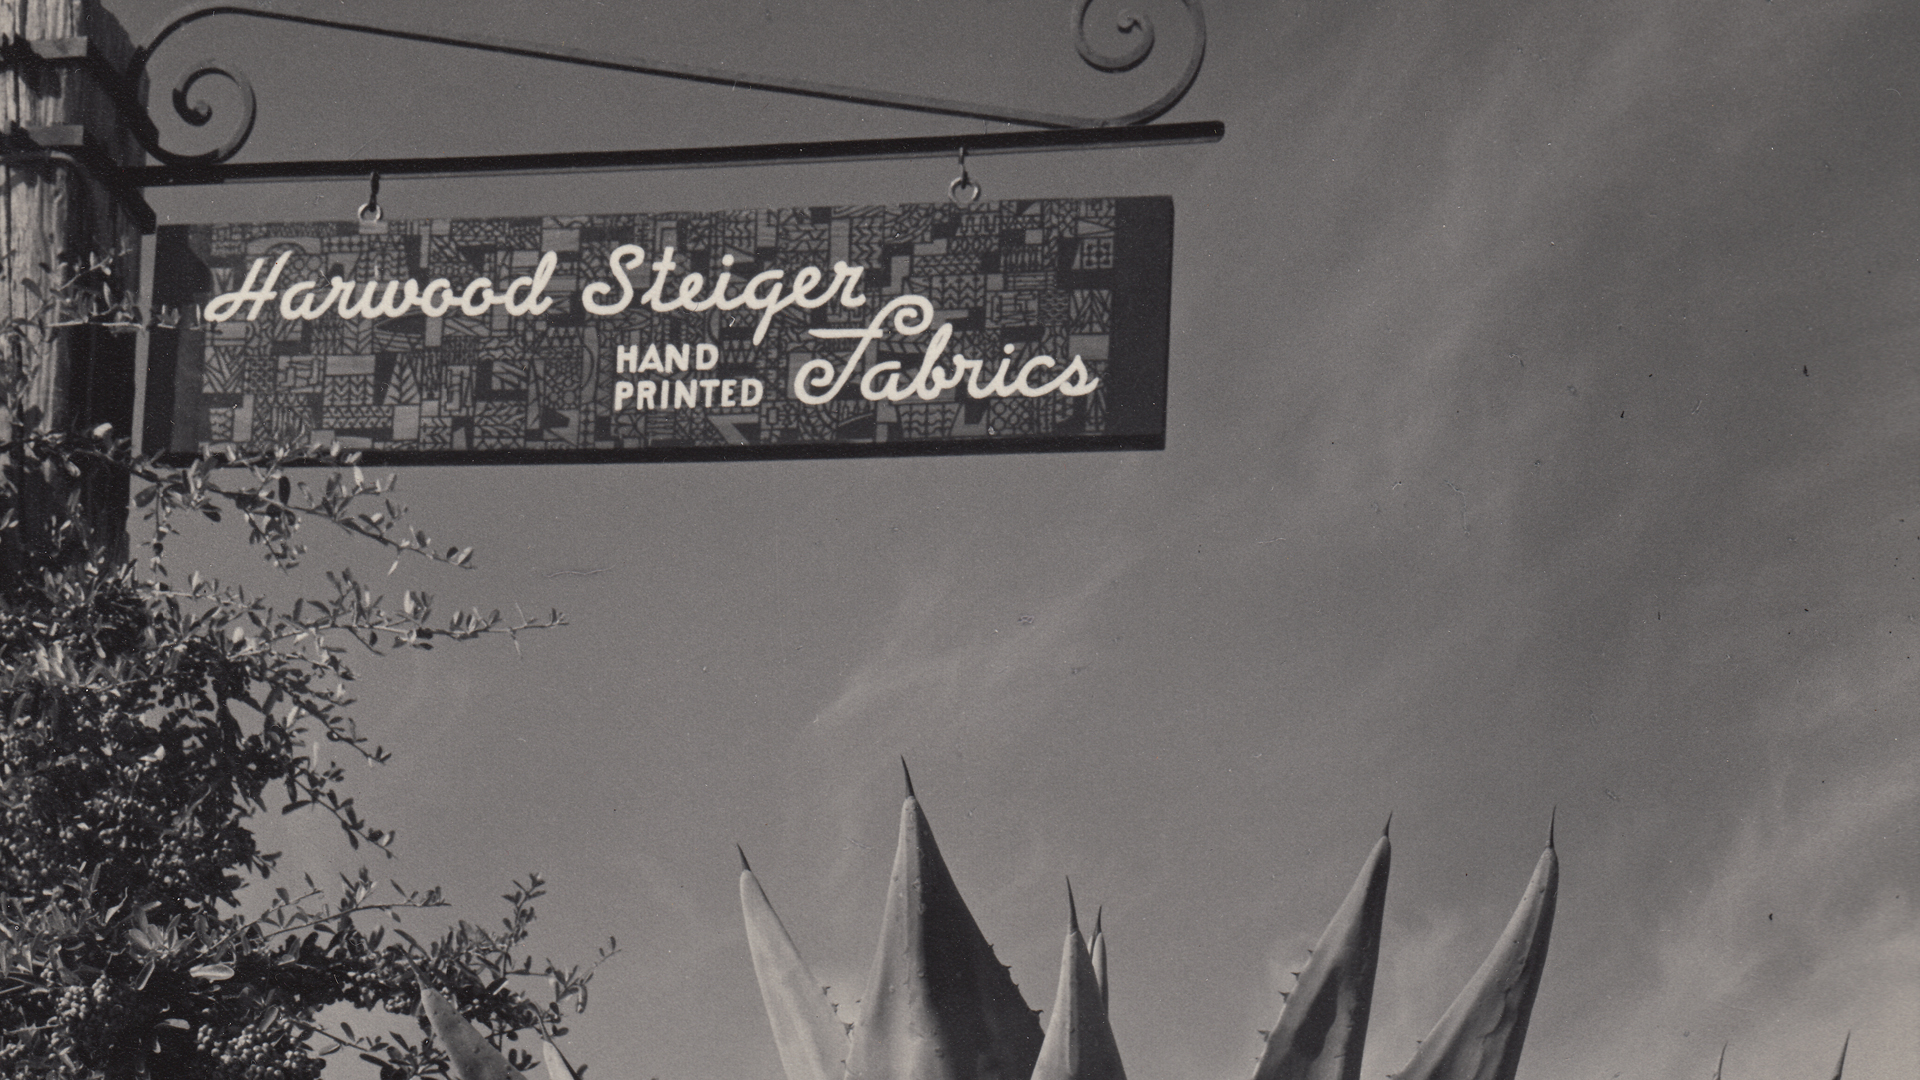 Harwood Steiger
HAND PRINTED Fabrics